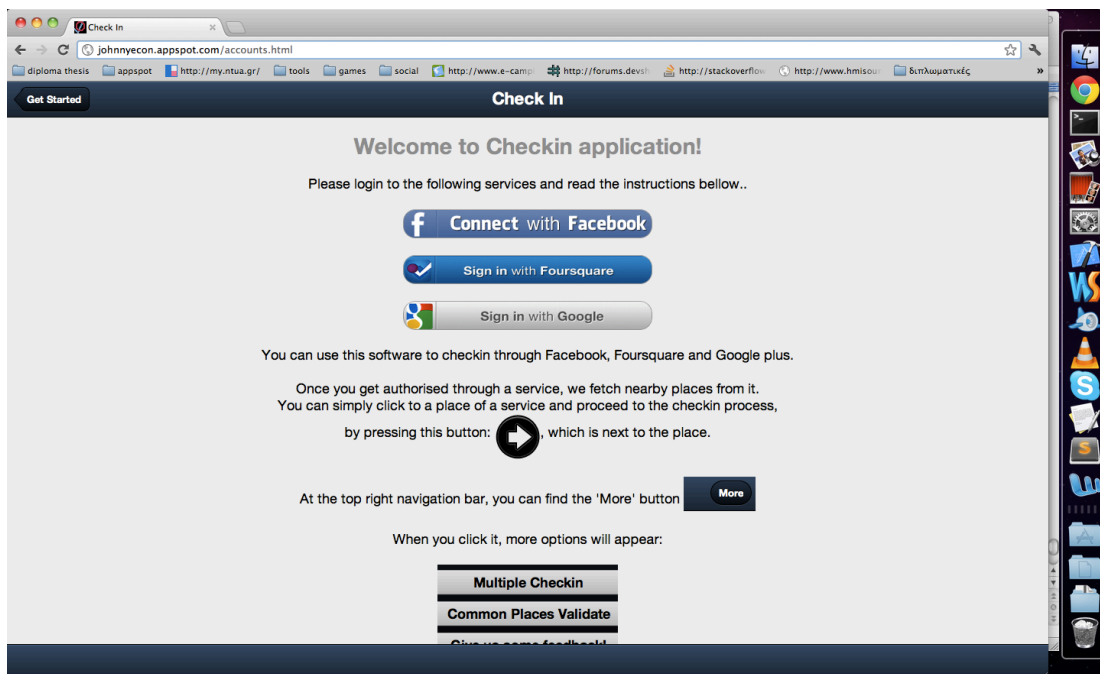 Check In
johnnyecon.appspot.com/accounts.html
diploma thesis appspot http://my.ntua.gr/ tools games social http://www.e-camp http://forums.devsh http://stackoverflow http://www.hmisour διπλωματικές »
Get Started Check In
Welcome to Checkin application!
Please login to the following services and read the instructions bellow..
f Connect with Facebook
Sign in with Foursquare
Sign in with Google
You can use this software to checkin through Facebook, Foursquare and Google plus.
Once you get authorised through a service, we fetch nearby places from it.
You can simply click to a place of a service and proceed to the checkin process,
by pressing this button: , which is next to the place.
At the top right navigation bar, you can find the 'More' button More
When you click it, more options will appear:
Multiple Checkin
Common Places Validate
Give us some feedback!